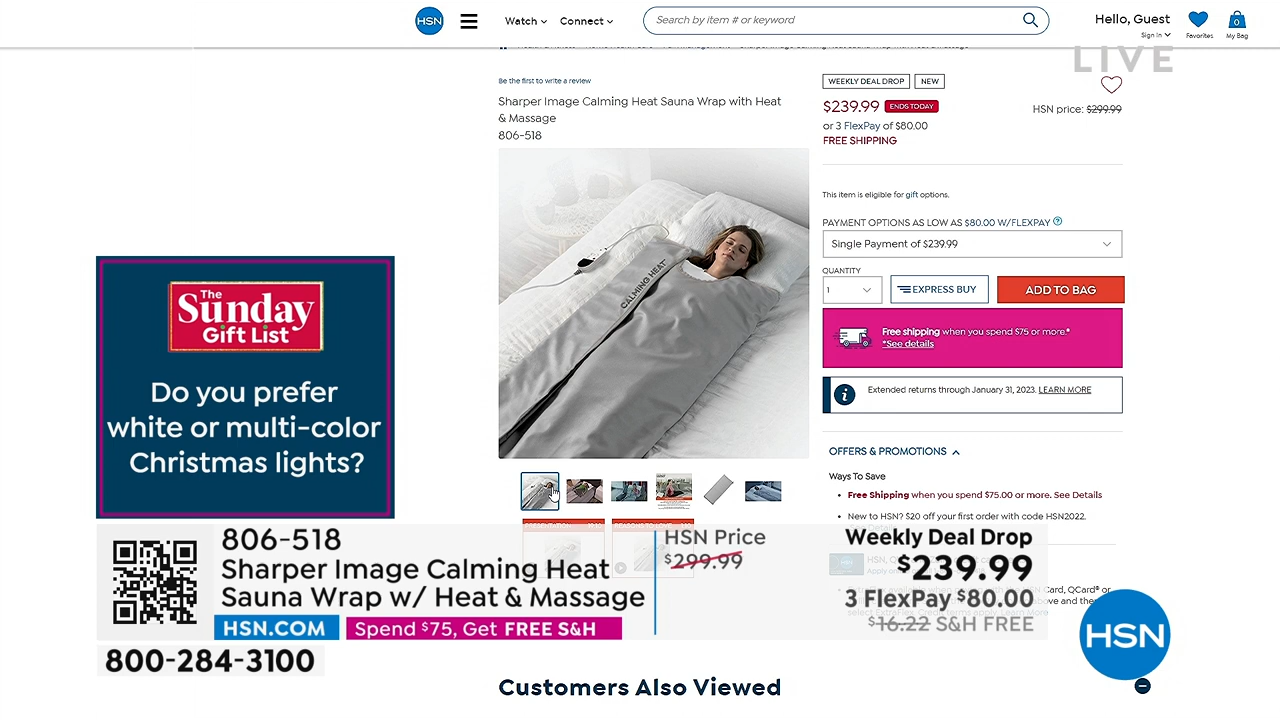 HSN
Watch
Connect
Search by item # or keyword
Hello, Guest
Sign In
Favorites
0
My Bag
LIVE
Be the first to write a review
Sharper Image Calming Heat Sauna Wrap with Heat
& Massage
806-518
CALMING HEAT
WEEKLY DEAL DROP
NEW
$239.99
ENDS TODAY
HSN price: $299.99
or 3 FlexPay of $80.00
FREE SHIPPING
This item is eligible for gift options.
PAYMENT OPTIONS AS LOW AS $80.00 W/FLEXPAY
Single Payment of $239.99
QUANTITY
1
EXPRESS BUY
ADD TO BAG
Free shipping when you spend $75 or more.*
*See details
Extended returns through January 31, 2023. LEARN MORE
OFFERS & PROMOTIONS
Ways To Save
Free Shipping when you spend $75.00 or more. See Details
New to HSN? $20 off your first order with code HSN2022.
The
Sunday
Gift List
Do you prefer
white or multi-color
Christmas lights?
PRESENTATION
806-518
Sharper Image Calming Heat
Sauna Wrap w/ Heat & Massage
HSN.COM
Spend $75, Get FREE S&H
HSN Price
$299.99
Weekly Deal Drop
$239.99
3 FlexPay $80.00
$16.22 S&H FREE
800-284-3100
HSN
Customers Also Viewed